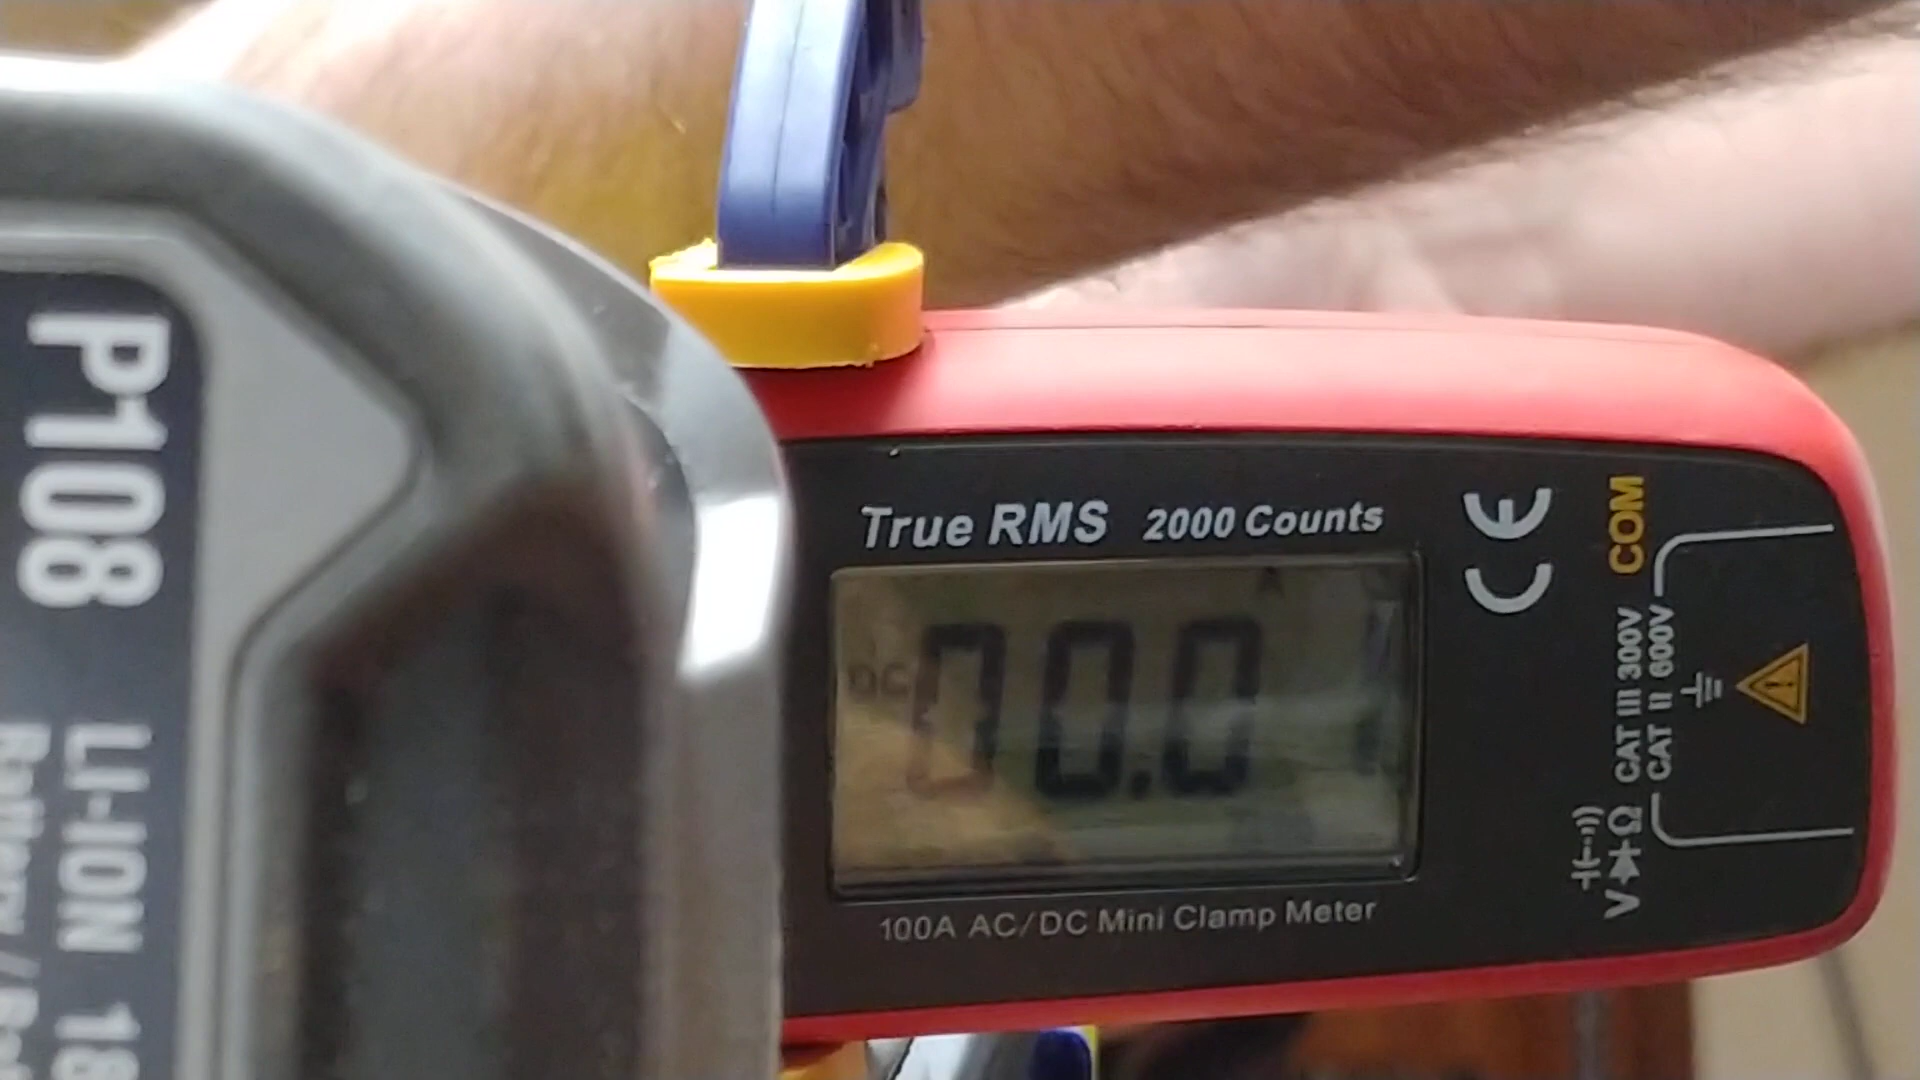 P108
LI-ION 18
True RMS 2000 Counts
DC
A
00.0
100A AC/DC Mini Clamp Meter
CE
COM
CAT III 300V
CAT II 600V
V Ω